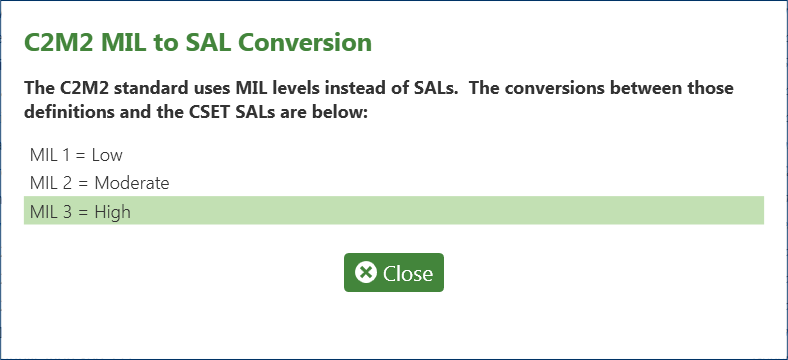 C2M2 MIL to SAL Conversion
The C2M2 standard uses MIL levels instead of SALs.  The conversions between those
definitions and the CSET SALs are below:
MIL 1 = Low
MIL 2 = Moderate
MIL 3 = High
Close